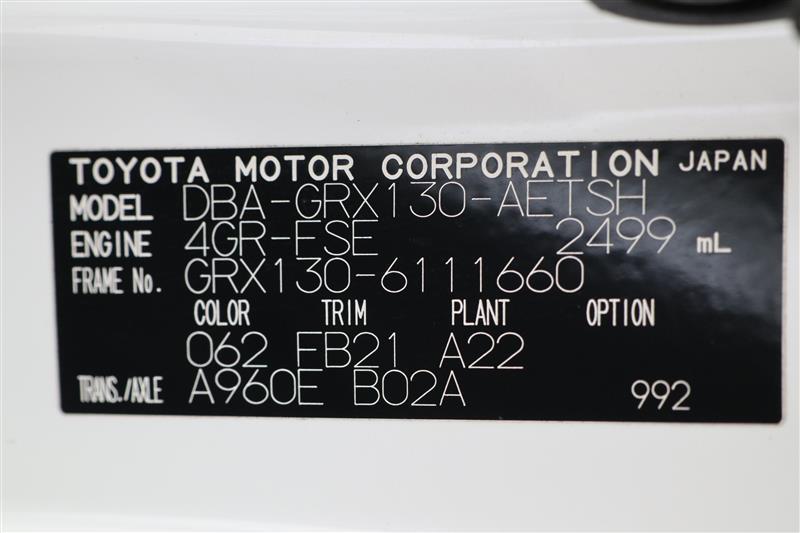 TOYOTA MOTOR CORPORATION JAPAN
MODEL DBA-GRX130-AETSH
ENGINE 4GR-FSE 2499 mL
FRAME No. GRX130-6111660
COLOR TRIM PLANT OPTION
062 FB21 A22
TRANS./AXLE A960E B02A 992